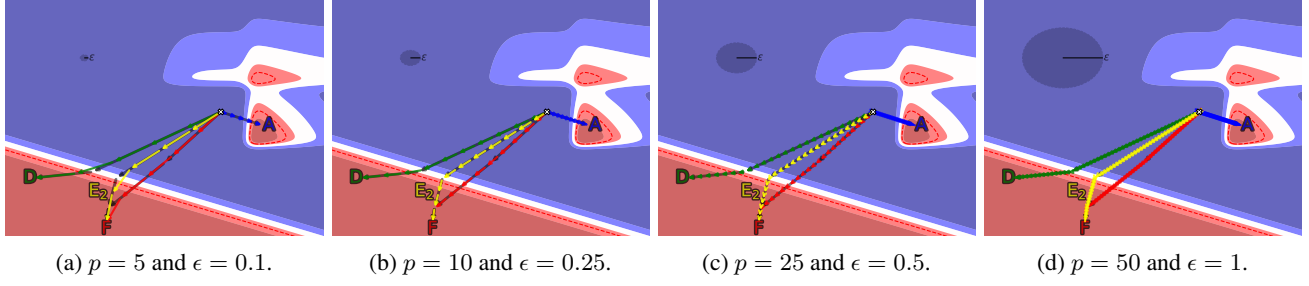 ε
A
D
E₂
F
ε
A
D
E₂
F
ε
A
D
E₂
F
ε
A
D
E₂
F
(a) p = 5 and ϵ = 0.1.
(b) p = 10 and ϵ = 0.25.
(c) p = 25 and ϵ = 0.5.
(d) p = 50 and ϵ = 1.